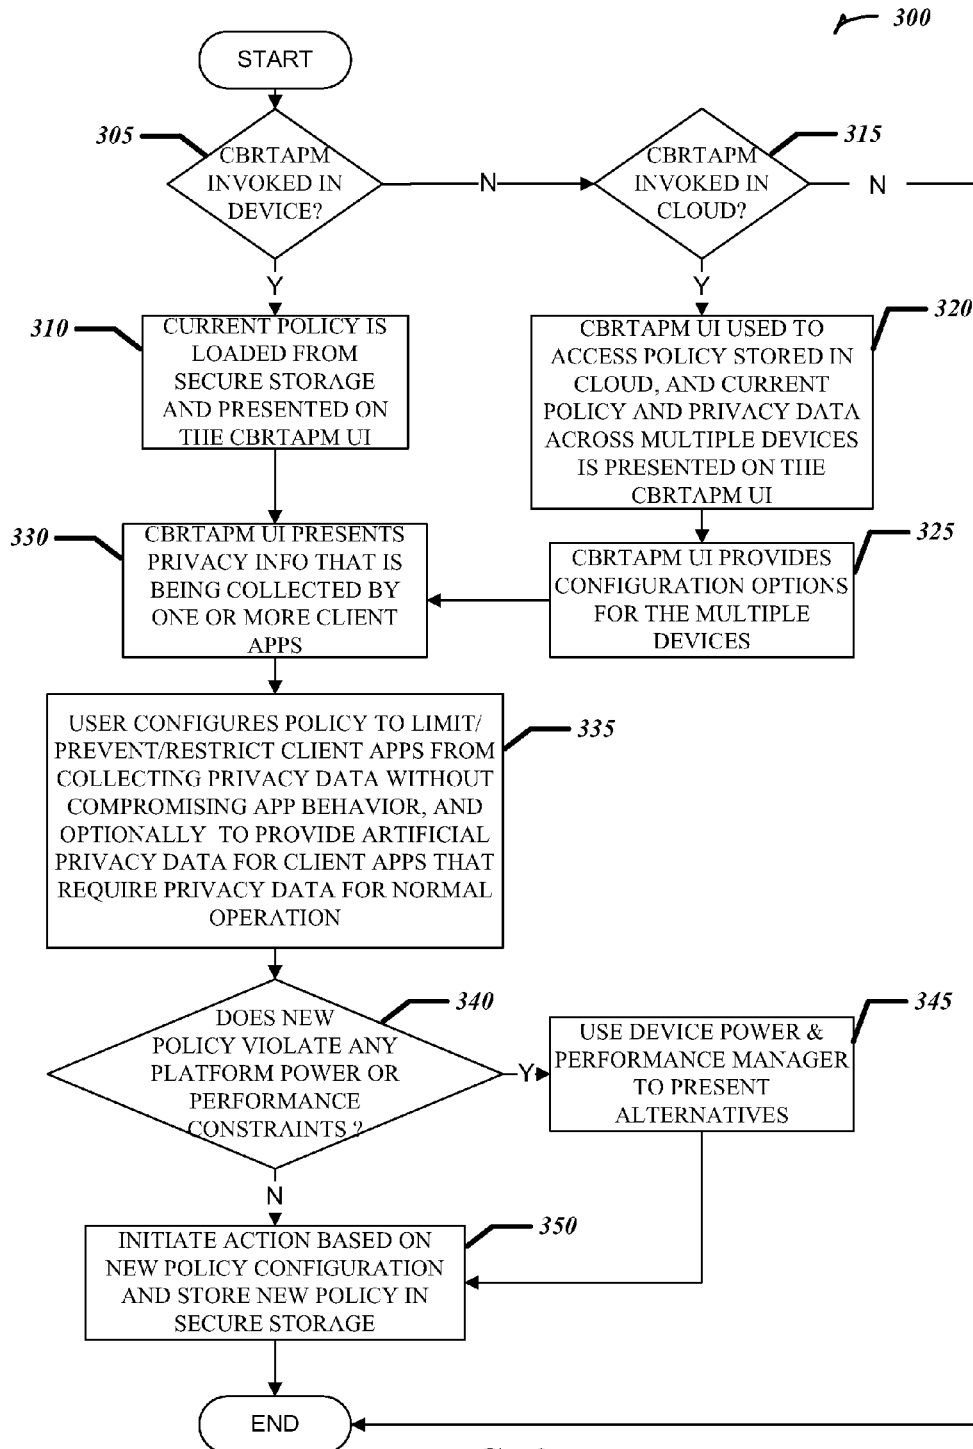 300
START
305
CBRTAPM
INVOKED IN
DEVICE?
N
315
CBRTAPM
INVOKED IN
CLOUD?
N
Y
Y
310
CURRENT POLICY IS
LOADED FROM
SECURE STORAGE
AND PRESENTED ON
THE CBRTAPM UI
320
CBRTAPM UI USED TO
ACCESS POLICY STORED IN
CLOUD, AND CURRENT
POLICY AND PRIVACY DATA
ACROSS MULTIPLE DEVICES
IS PRESENTED ON THE
CBRTAPM UI
330
CBRTAPM UI PRESENTS
PRIVACY INFO THAT IS
BEING COLLECTED BY
ONE OR MORE CLIENT
APPS
325
CBRTAPM UI PROVIDES
CONFIGURATION OPTIONS
FOR THE MULTIPLE
DEVICES
335
USER CONFIGURES POLICY TO LIMIT/
PREVENT/RESTRICT CLIENT APPS FROM
COLLECTING PRIVACY DATA WITHOUT
COMPROMISING APP BEHAVIOR, AND
OPTIONALLY TO PROVIDE ARTIFICIAL
PRIVACY DATA FOR CLIENT APPS THAT
REQUIRE PRIVACY DATA FOR NORMAL
OPERATION
340
DOES NEW
POLICY VIOLATE ANY
PLATFORM POWER OR
PERFORMANCE
CONSTRAINTS ?
Y
345
USE DEVICE POWER &
PERFORMANCE MANAGER
TO PRESENT
ALTERNATIVES
N
350
INITIATE ACTION BASED ON
NEW POLICY CONFIGURATION
AND STORE NEW POLICY IN
SECURE STORAGE
END